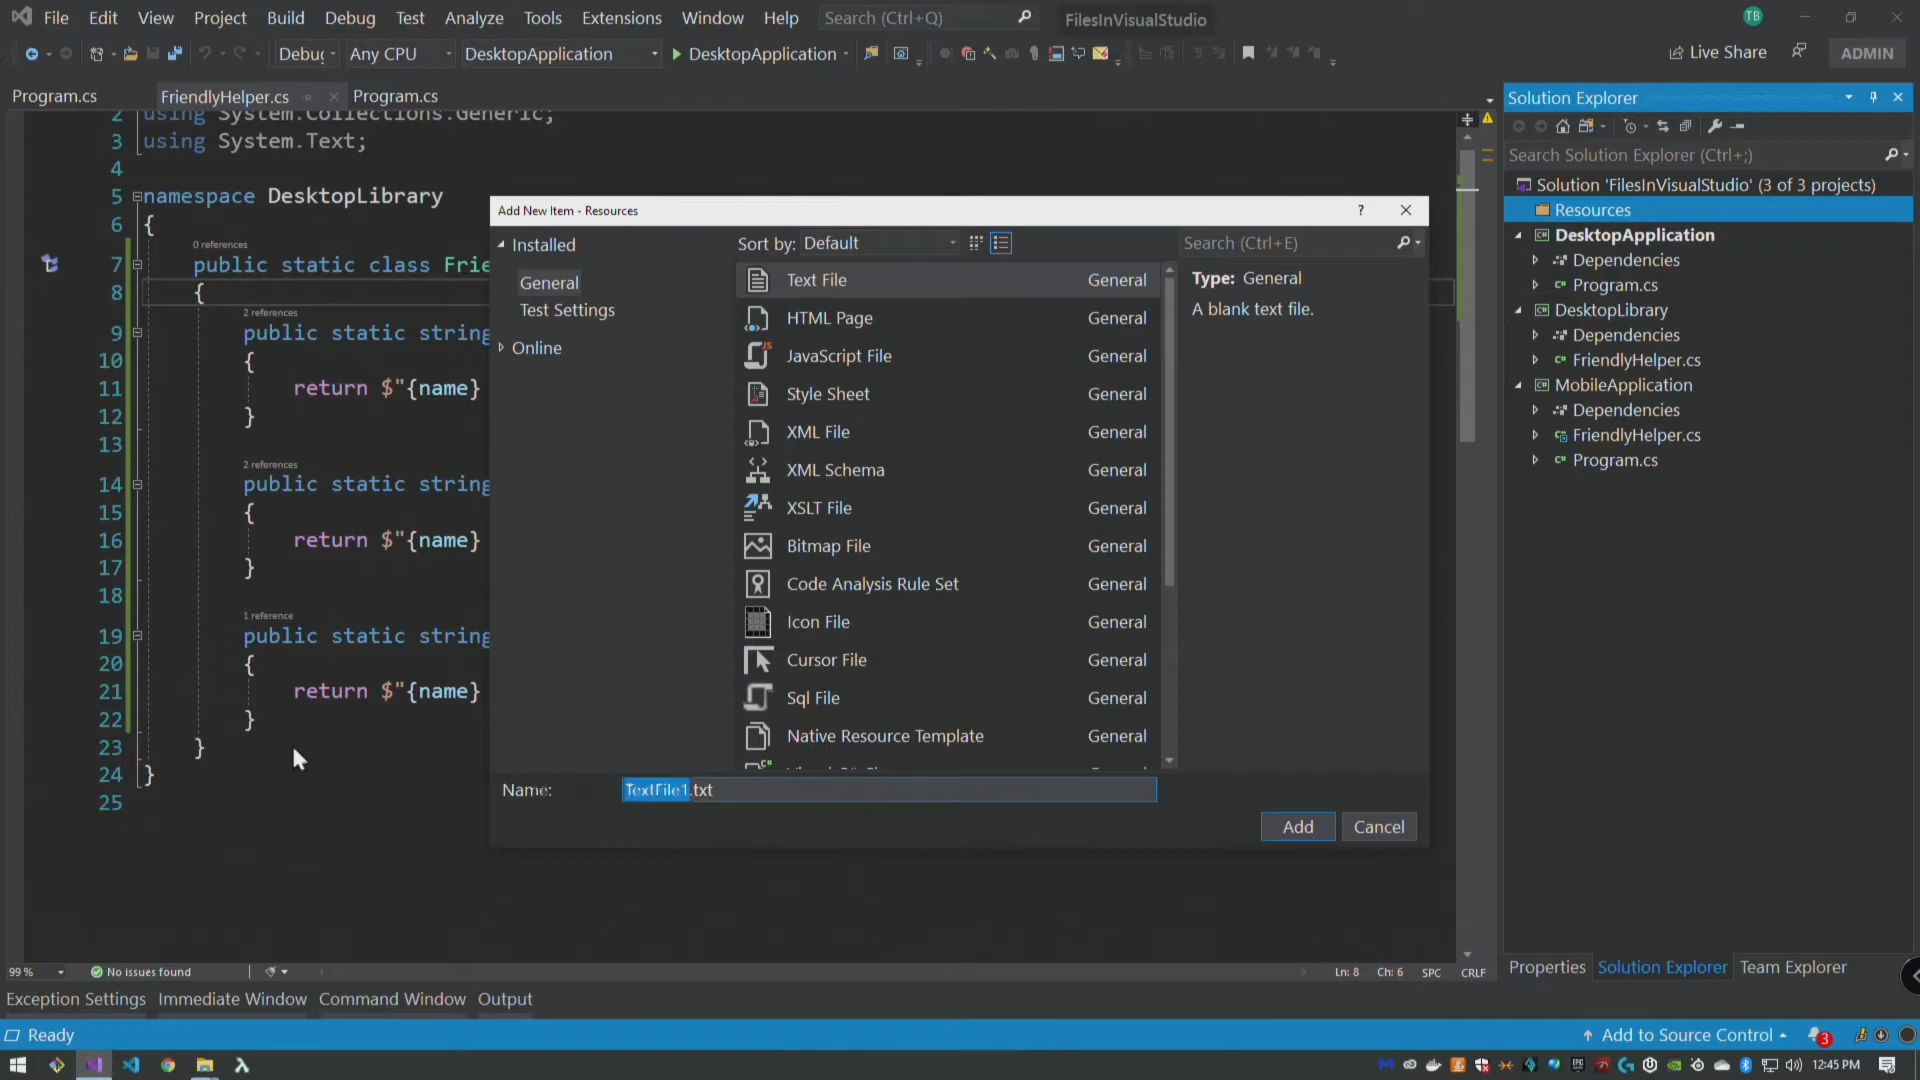 File Edit View Project Build Debug Test Analyze Tools Extensions Window Help Search (Ctrl+Q) FilesInVisualStudio TB
Debug Any CPU DesktopApplication DesktopApplication Live Share ADMIN
Program.cs FriendlyHelper.cs Program.cs
2 using System.Collections.Generic;
3 using System.Text;
4
5 namespace DesktopLibrary
6 {
0 references
7 public static class Frie
8 {
2 references
9 public static string
10 {
11 return $"{name}
12 }
13
2 references
14 public static string
15 {
16 return $"{name}
17 }
18
1 reference
19 public static string
20 {
21 return $"{name}
22 }
23 }
24 }
25
Add New Item - Resources ?
Installed
General
Test Settings
Online
Sort by: Default
Search (Ctrl+E)
Text File General
HTML Page General
JavaScript File General
Style Sheet General
XML File General
XML Schema General
XSLT File General
Bitmap File General
Code Analysis Rule Set General
Icon File General
Cursor File General
Sql File General
Native Resource Template General
Type: General
A blank text file.
Name: TextFile1.txt
Add Cancel
Solution Explorer
Search Solution Explorer (Ctrl+;)
Solution 'FilesInVisualStudio' (3 of 3 projects)
Resources
DesktopApplication
Dependencies
Program.cs
DesktopLibrary
Dependencies
FriendlyHelper.cs
MobileApplication
Dependencies
FriendlyHelper.cs
Program.cs
99 % No issues found Ln: 8 Ch: 6 SPC CRLF
Properties Solution Explorer Team Explorer
Exception Settings Immediate Window Command Window Output
Ready Add to Source Control 3
12:45 PM